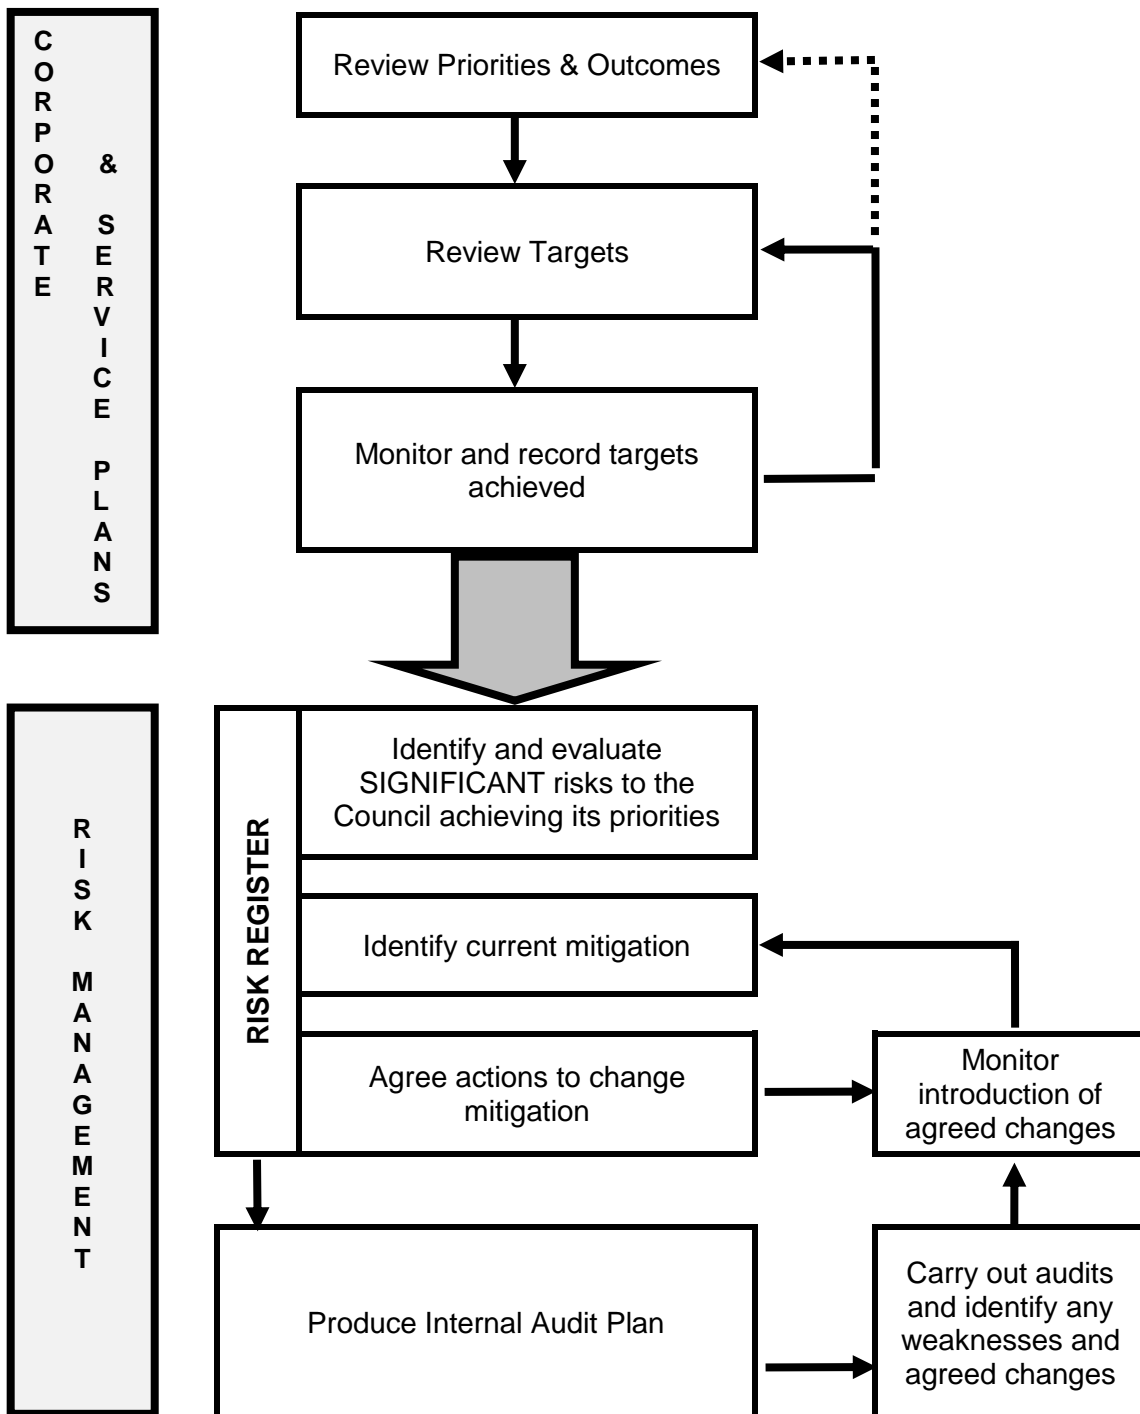 CORPORATE
& SERVICE PLANS
Review Priorities & Outcomes
Review Targets
Monitor and record targets
achieved
RISK MANAGEMENT
RISK REGISTER
Identify and evaluate
SIGNIFICANT risks to the
Council achieving its priorities
Identify current mitigation
Agree actions to change
mitigation
Monitor
introduction of
agreed changes
Produce Internal Audit Plan
Carry out audits
and identify any
weaknesses and
agreed changes